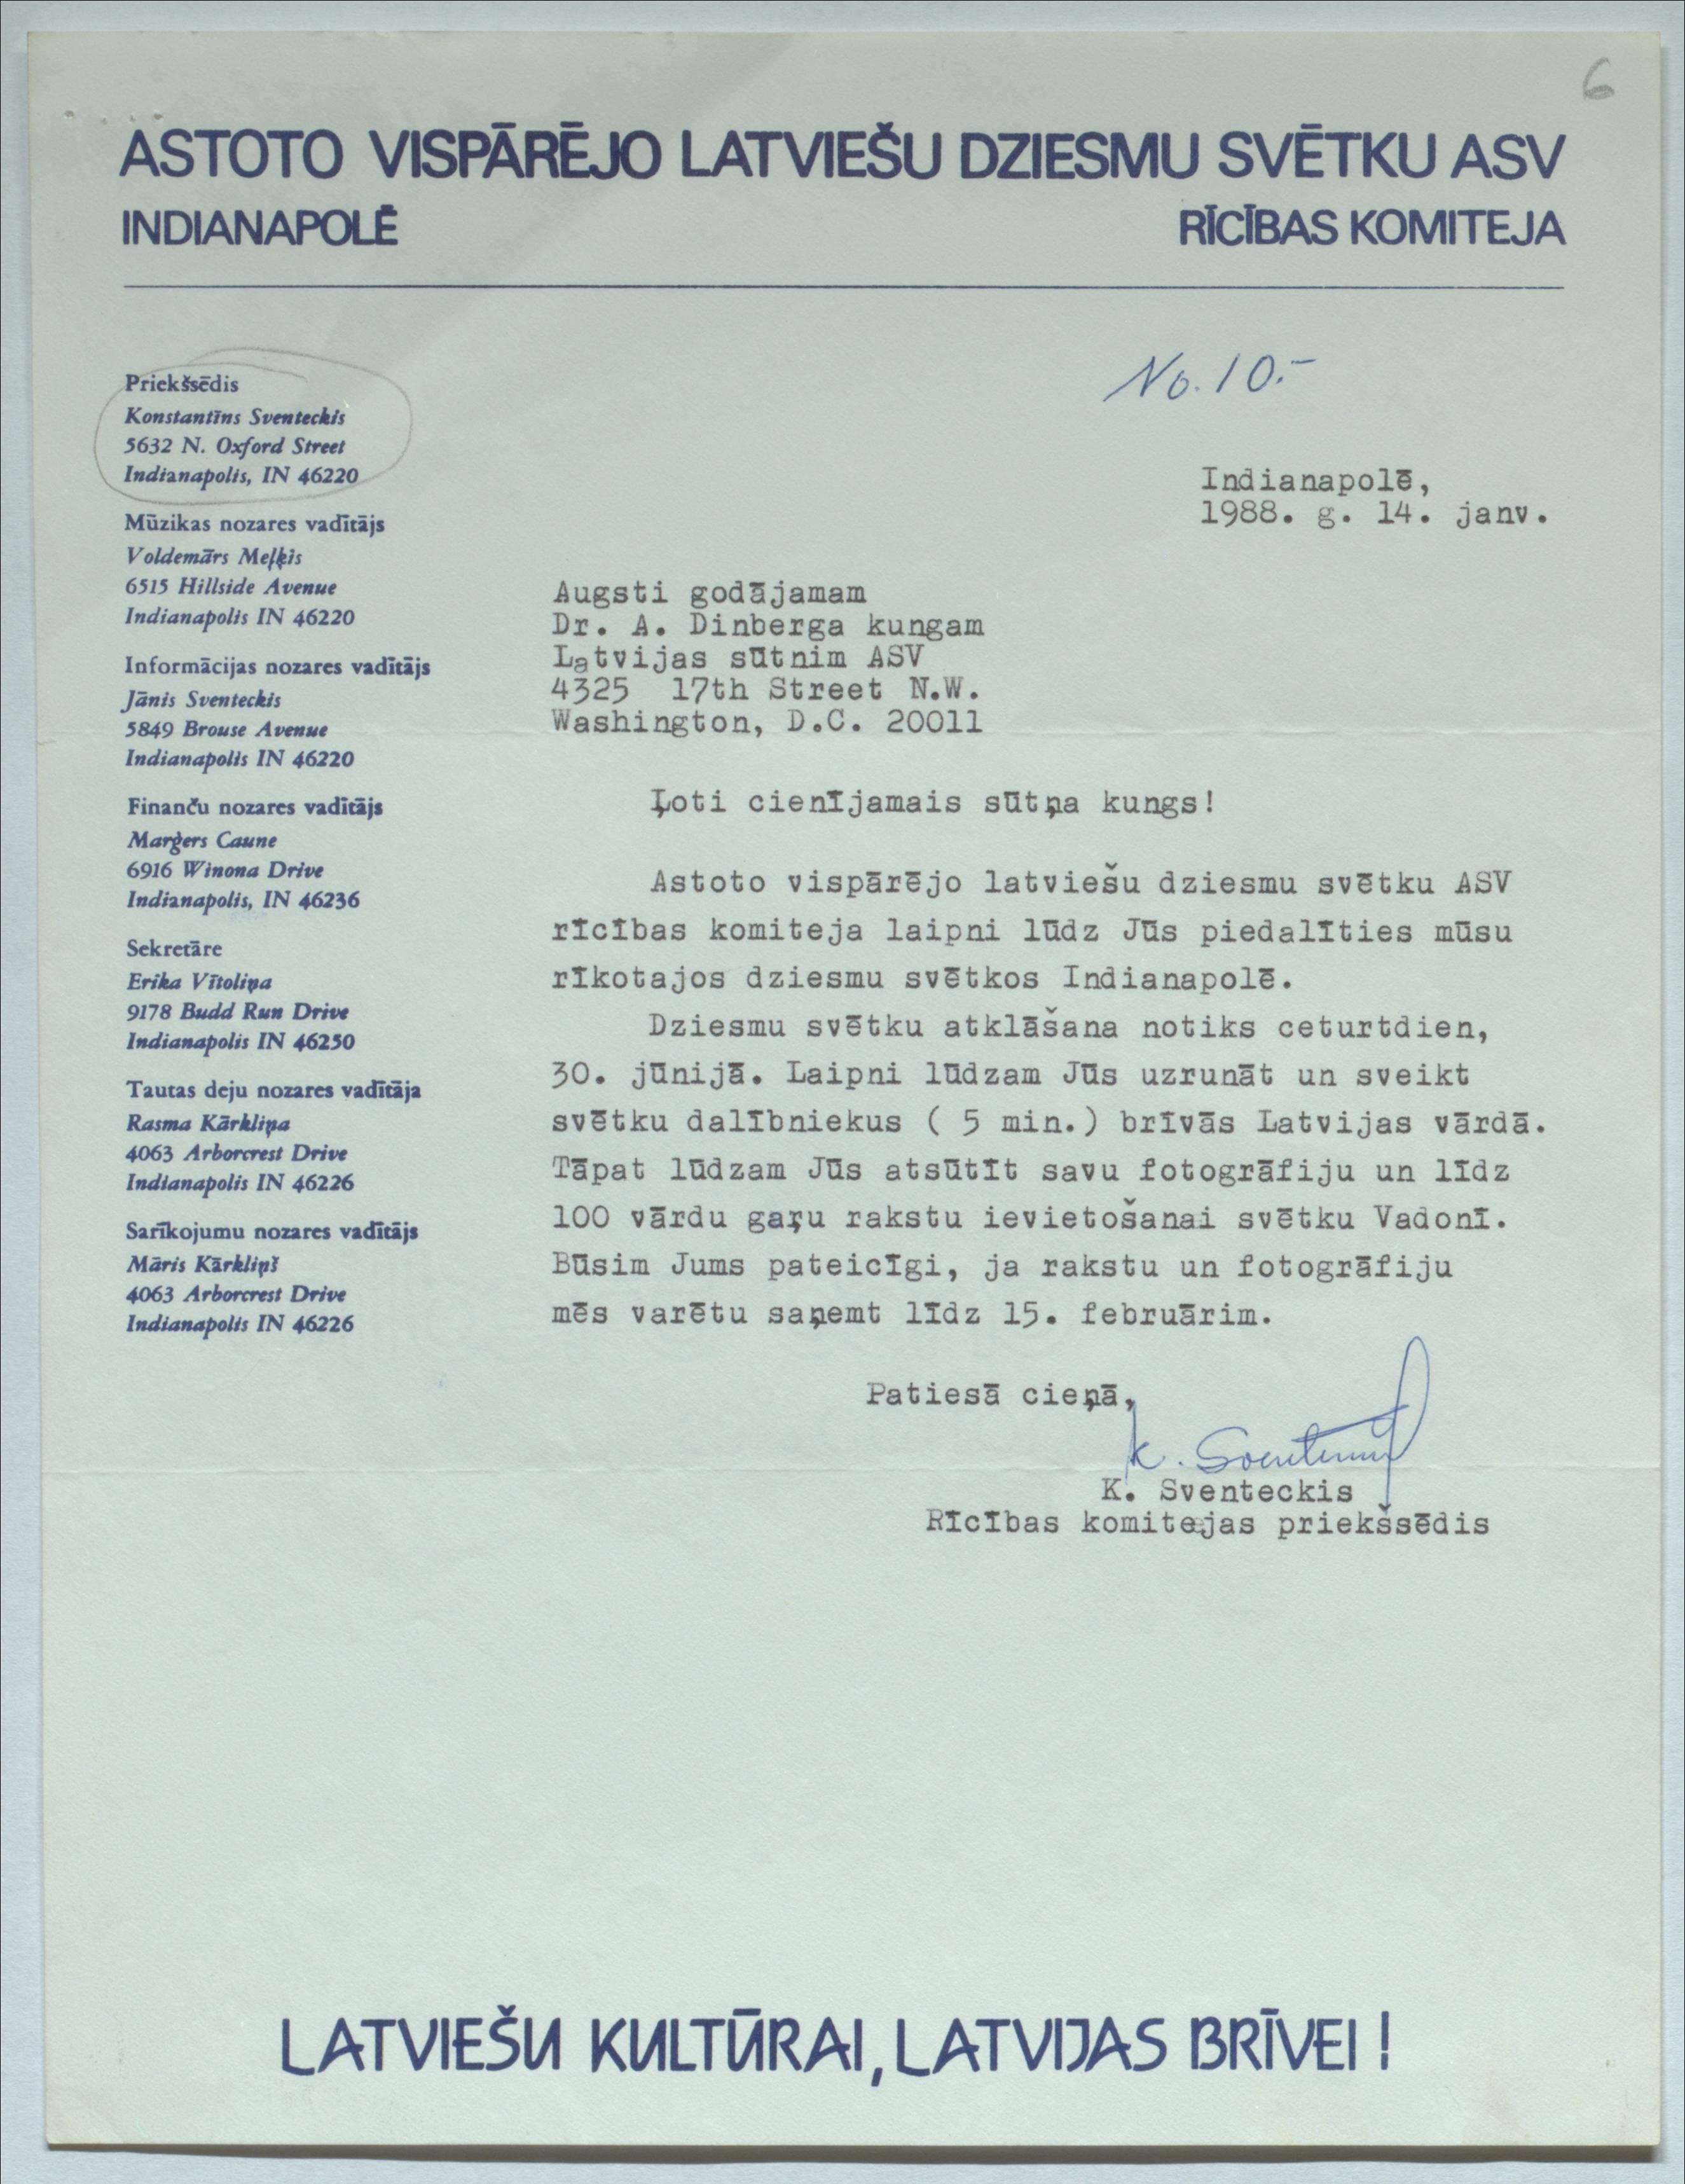 6
ASTOTO VISPĀRĒJO LATVIEŠU DZIESMU SVĒTKU ASV
INDIANAPOLĒ RĪCĪBAS KOMITEJA
No. 10.-
Priekšsēdis
Konstantīns Sventeckis
5632 N. Oxford Street
Indianapolis, IN 46220
Mūzikas nozares vadītājs
Voldemārs Meļķis
6515 Hillside Avenue
Indianapolis IN 46220
Informācijas nozares vadītājs
Jānis Sventeckis
5849 Brouse Avenue
Indianapolis IN 46220
Finanču nozares vadītājs
Marģers Caune
6916 Winona Drive
Indianapolis, IN 46236
Sekretāre
Erika Vītoliņa
9178 Budd Run Drive
Indianapolis IN 46250
Tautas deju nozares vadītāja
Rasma Kārkliņa
4063 Arborcrest Drive
Indianapolis IN 46226
Sarīkojumu nozares vadītājs
Māris Kārkliņš
4063 Arborcrest Drive
Indianapolis IN 46226
Indianapolē,
1988. g. 14. janv.
Augsti godājamam
Dr. A. Dinberga kungam
Latvijas sūtnim ASV
4325 17th Street N.W.
Washington, D.C. 20011
Ļoti cienījamais sūtņa kungs!
Astoto vispārējo latviešu dziesmu svētku ASV
rīcības komiteja laipni lūdz Jūs piedalīties mūsu
rīkotajos dziesmu svētkos Indianapolē.
Dziesmu svētku atklāšana notiks ceturtdien,
30. jūnijā. Laipni lūdzam Jūs uzrunāt un sveikt
svētku dalībniekus ( 5 min.) brīvās Latvijas vārdā.
Tāpat lūdzam Jūs atsūtīt savu fotogrāfiju un līdz
100 vārdu gaŗu rakstu ievietošanai svētku Vadonī.
Būsim Jums pateicīgi, ja rakstu un fotogrāfiju
mēs varētu saņemt līdz 15. februārim.
Patiesā cieņā,
K. Sventeckis
K. Sventeckis
Rīcības komitejas priekšsēdis
LATVIEŠU KULTŪRAI, LATVIJAS BRĪVEI !